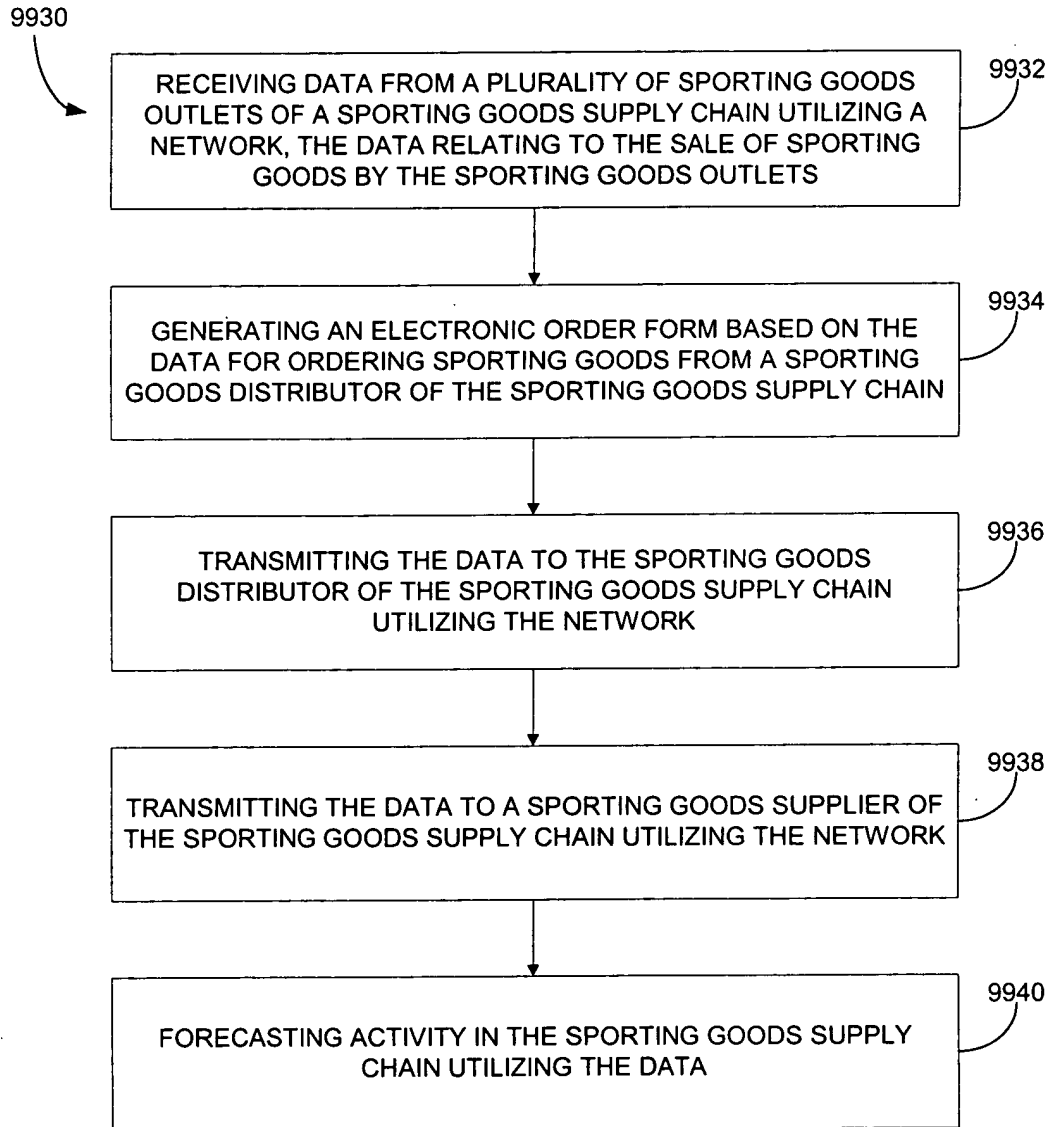 9930
9932
RECEIVING DATA FROM A PLURALITY OF SPORTING GOODS
OUTLETS OF A SPORTING GOODS SUPPLY CHAIN UTILIZING A
NETWORK, THE DATA RELATING TO THE SALE OF SPORTING
GOODS BY THE SPORTING GOODS OUTLETS
9934
GENERATING AN ELECTRONIC ORDER FORM BASED ON THE
DATA FOR ORDERING SPORTING GOODS FROM A SPORTING
GOODS DISTRIBUTOR OF THE SPORTING GOODS SUPPLY CHAIN
9936
TRANSMITTING THE DATA TO THE SPORTING GOODS
DISTRIBUTOR OF THE SPORTING GOODS SUPPLY CHAIN
UTILIZING THE NETWORK
9938
TRANSMITTING THE DATA TO A SPORTING GOODS SUPPLIER OF
THE SPORTING GOODS SUPPLY CHAIN UTILIZING THE NETWORK
9940
FORECASTING ACTIVITY IN THE SPORTING GOODS SUPPLY
CHAIN UTILIZING THE DATA